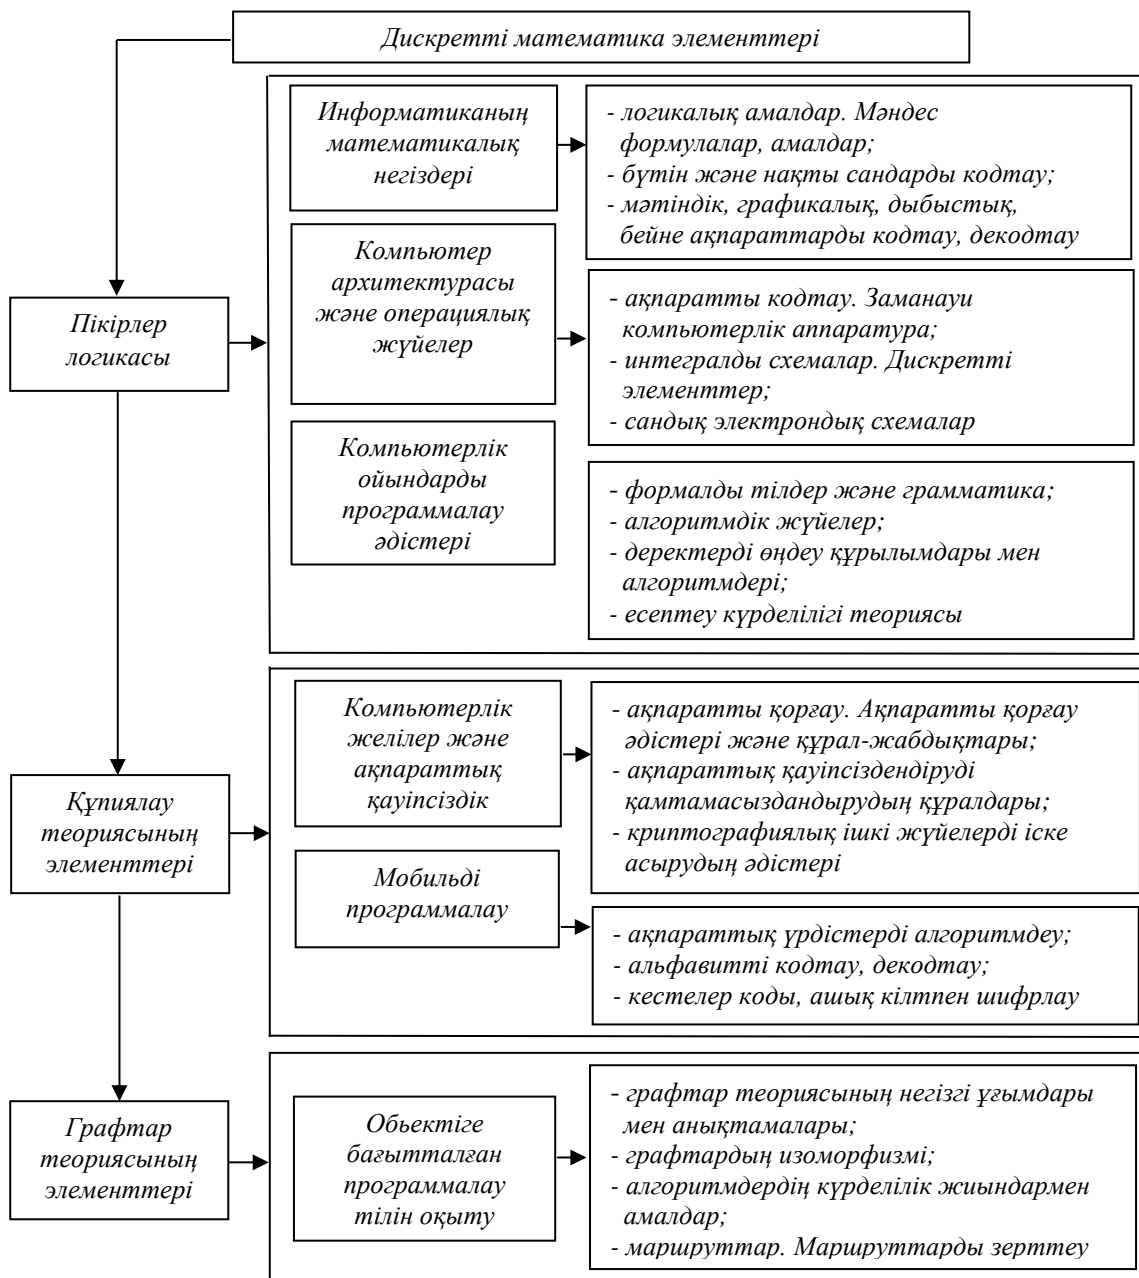 Дискретті математика элементтері
Информатиканың
математикалық
негіздері
- логикалық амалдар. Мәндес
формулалар, амалдар;
- бүтін және нақты сандарды кодтау;
- мәтіндік, графикалық, дыбыстық,
бейне ақпараттарды кодтау, декодтау
Пікірлер
логикасы
Компьютер
архитектурасы
және операциялық
жүйелер
- ақпаратты кодтау. Заманауи
компьютерлік аппаратура;
- интегралды схемалар. Дискретті
элементтер;
- сандық электрондық схемалар
Компьютерлік
ойындарды
программалау
әдістері
- формалды тілдер және грамматика;
- алгоритмдік жүйелер;
- деректерді өңдеу құрылымдары мен
алгоритмдері;
- есептеу күрделілігі теориясы
Құпиялау
теориясының
элементтері
Компьютерлік
желілер және
ақпараттық
қауіпсіздік
- ақпаратты қорғау. Ақпаратты қорғау
әдістері және құрал-жабдықтары;
- ақпараттық қауіпсіздендіруді
қамтамасыздандырудың құралдары;
- криптографиялық ішкі жүйелерді іске
асырудың әдістері
Мобильді
программалау
- ақпараттық үрдістерді алгоритмдеу;
- альфавитті кодтау, декодтау;
- кестелер коды, ашық кілтпен шифрлау
Графтар
теориясының
элементтері
Обьектіге
бағытталған
программалау
тілін оқыту
- графтар теориясының негізгі ұғымдары
мен анықтамалары;
- графтардың изоморфизмі;
- алгоритмдердің күрделілік жиындармен
амалдар;
- маршруттар. Маршруттарды зерттеу